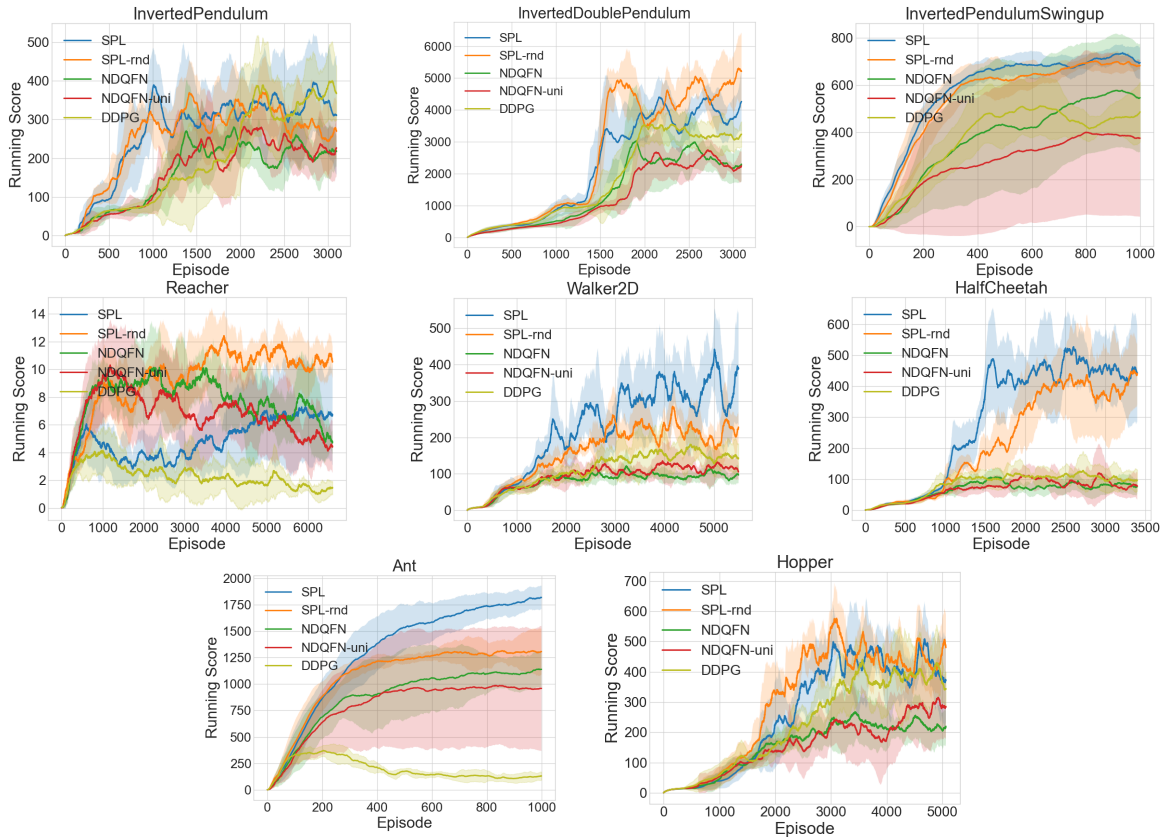 InvertedPendulum
500
400
300
200
100
0
SPL
SPL-rnd
NDQFN
NDQFN-uni
DDPG
Running Score
0 500 1000 1500 2000 2500 3000
Episode
InvertedDoublePendulum
6000
5000
4000
3000
2000
1000
0
SPL
SPL-rnd
NDQFN
NDQFN-uni
DDPG
Running Score
0 500 1000 1500 2000 2500 3000
Episode
InvertedPendulumSwingup
800
600
400
200
0
SPL
SPL-rnd
NDQFN
NDQFN-uni
DDPG
Running Score
0 200 400 600 800 1000
Episode
Reacher
14
12
10
8
6
4
2
0
SPL
SPL-rnd
NDQFN
NDQFN-uni
DDPG
Running Score
0 1000 2000 3000 4000 5000 6000
Episode
Walker2D
500
400
300
200
100
0
SPL
SPL-rnd
NDQFN
NDQFN-uni
DDPG
Running Score
0 1000 2000 3000 4000 5000
Episode
HalfCheetah
600
500
400
300
200
100
0
SPL
SPL-rnd
NDQFN
NDQFN-uni
DDPG
Running Score
0 500 1000 1500 2000 2500 3000 3500
Episode
Ant
2000
1750
1500
1250
1000
750
500
250
0
SPL
SPL-rnd
NDQFN
NDQFN-uni
DDPG
Running Score
0 200 400 600 800 1000
Episode
Hopper
700
600
500
400
300
200
100
0
SPL
SPL-rnd
NDQFN
NDQFN-uni
DDPG
Running Score
0 1000 2000 3000 4000 5000
Episode